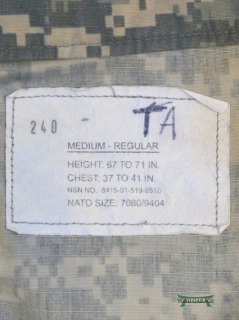 240 - TA
MEDIUM - REGULAR
HEIGHT: 67 TO 71 IN.
CHEST: 37 TO 41 IN.
NSN NO.: 8415-01-519-8510
NATO SIZE: 7080/9404